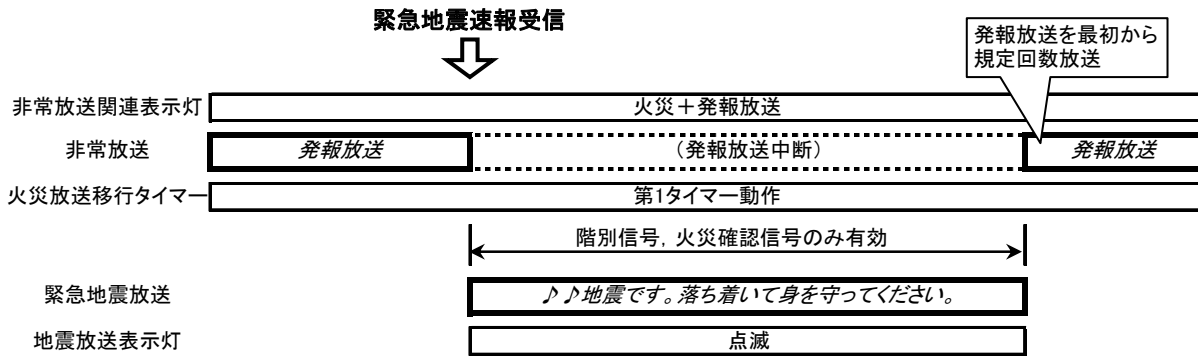 緊急地震速報受信
発報放送を最初から
規定回数放送
非常放送関連表示灯
火災＋発報放送
非常放送
発報放送
（発報放送中断）
発報放送
火災放送移行タイマー
第1タイマー動作
階別信号，火災確認信号のみ有効
緊急地震放送
♪♪地震です。落ち着いて身を守ってください。
地震放送表示灯
点滅